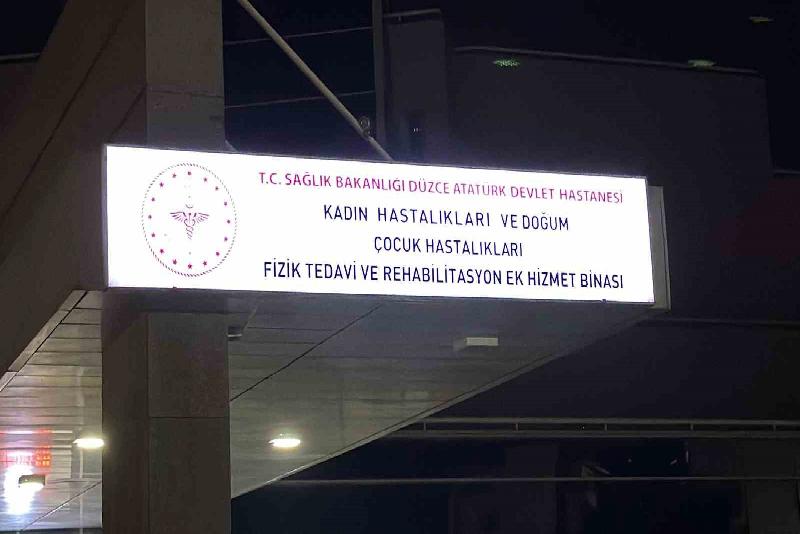 T.C. SAĞLIK BAKANLIĞI DÜZCE ATATÜRK DEVLET HASTANESİ
KADIN HASTALIKLARI VE DOĞUM
ÇOCUK HASTALIKLARI
FİZİK TEDAVİ VE REHABİLİTASYON EK HİZMET BİNASI